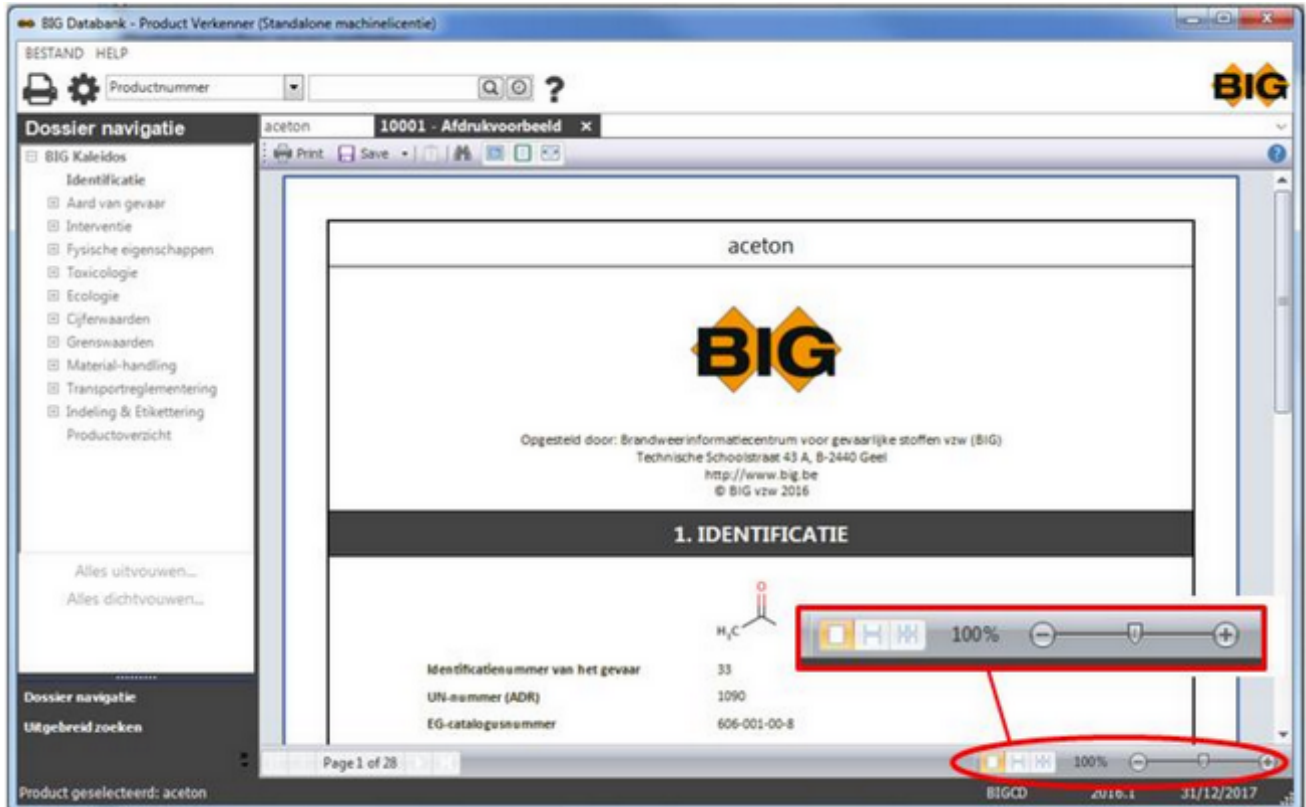 BIG Databank - Product Verkenner (Standalone machinelicentie)
BESTAND HELP
Productnummer
?
BIG
Dossier navigatie
aceton 10001 - Afdrukvoorbeeld ×
Print Save
?
BIG Kaleidos
Identificatie
Aard van gevaar
Interventie
Fysische eigenschappen
Toxicologie
Ecologie
Cijferwaarden
Grenswaarden
Material-handling
Transportreglementering
Indeling & Etikettering
Productoverzicht
Alles uitvouwen...
Alles dichtvouwen...
Dossier navigatie
Uitgebreid zoeken
aceton
BIG
Opgesteld door: Brandweerinformatiecentrum voor gevaarlijke stoffen vzw (BIG)
Technische Schoolstraat 43 A, B-2440 Geel
http://www.big.be
© BIG vzw 2016
1. IDENTIFICATIE
O
H₃C
100%
Identificatienummer van het gevaar 33
UN-nummer (ADR) 1090
EG-catalogusnummer 606-001-00-8
Page 1 of 28
100%
Product geselecteerd: aceton
BIGCD 2016.1 31/12/2017